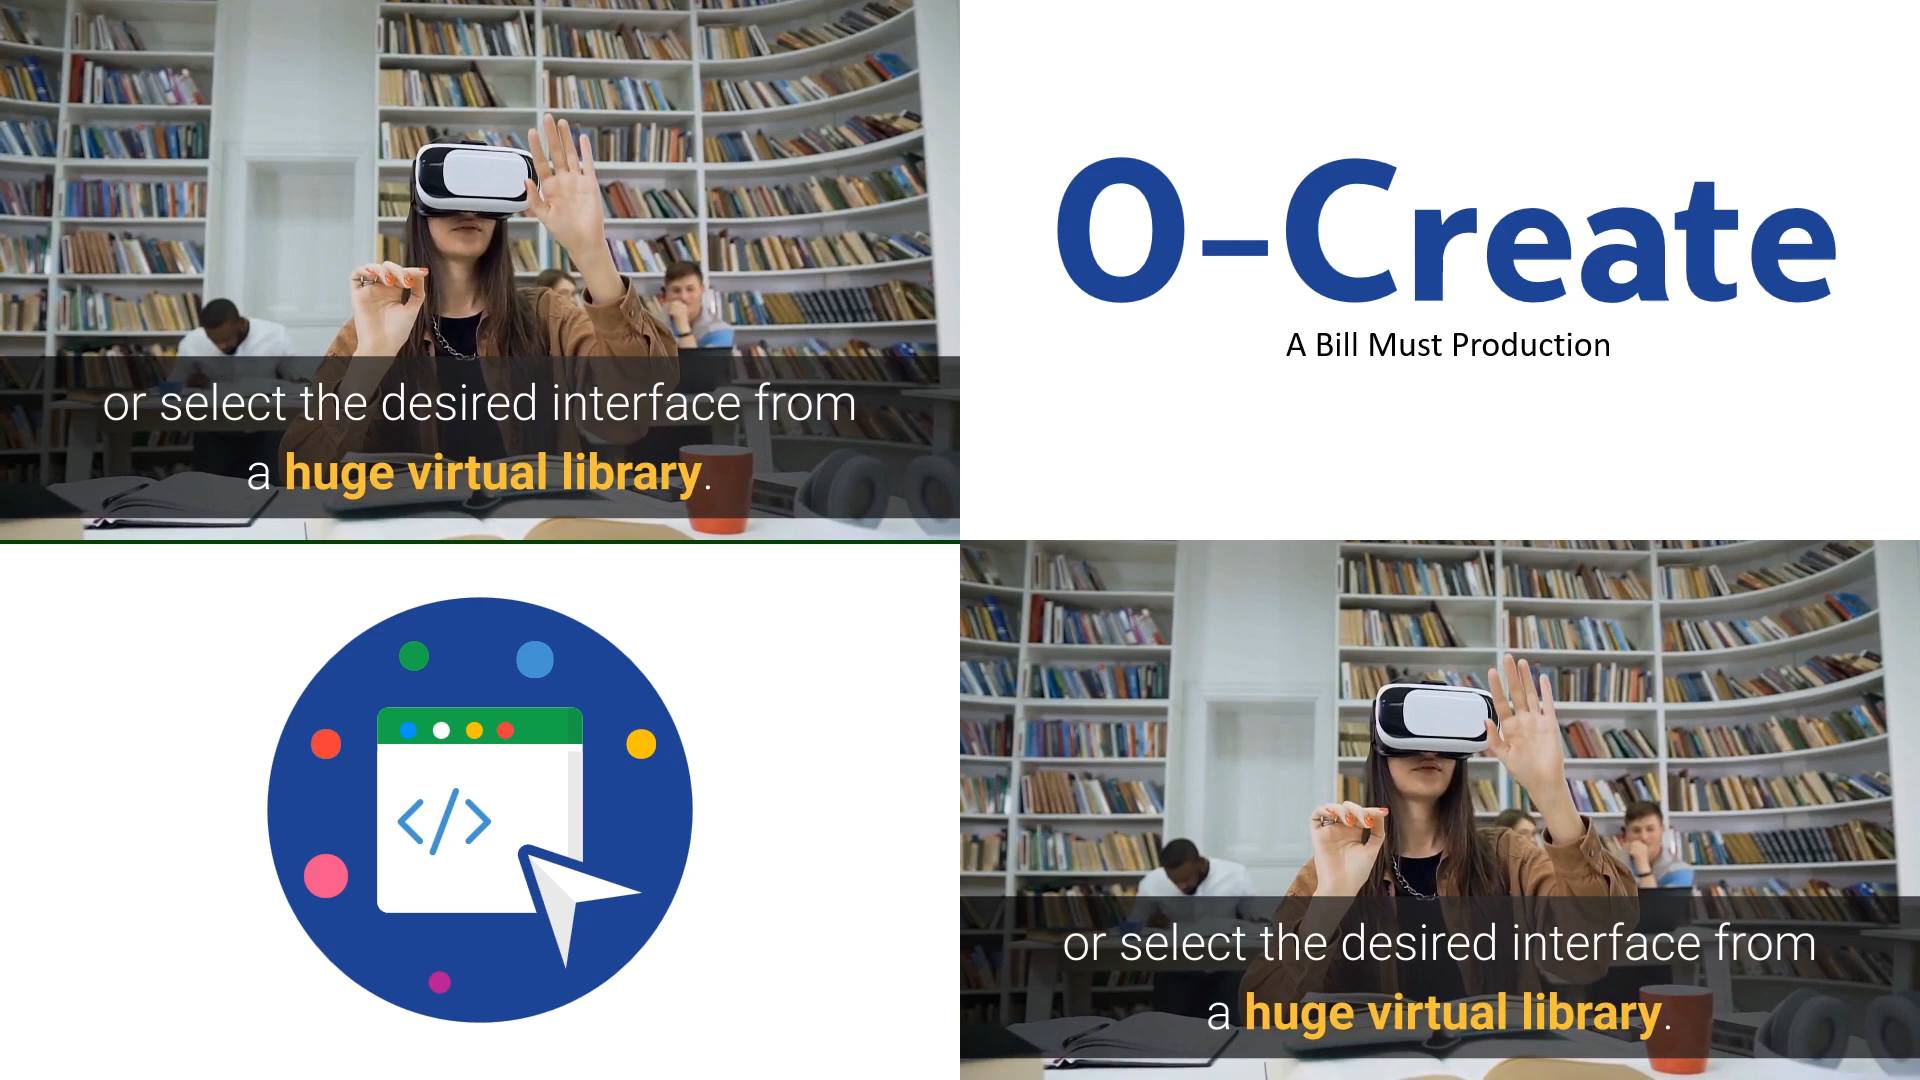 or select the desired interface from
a huge virtual library.
O-Create
A Bill Must Production
</>
or select the desired interface from
a huge virtual library.